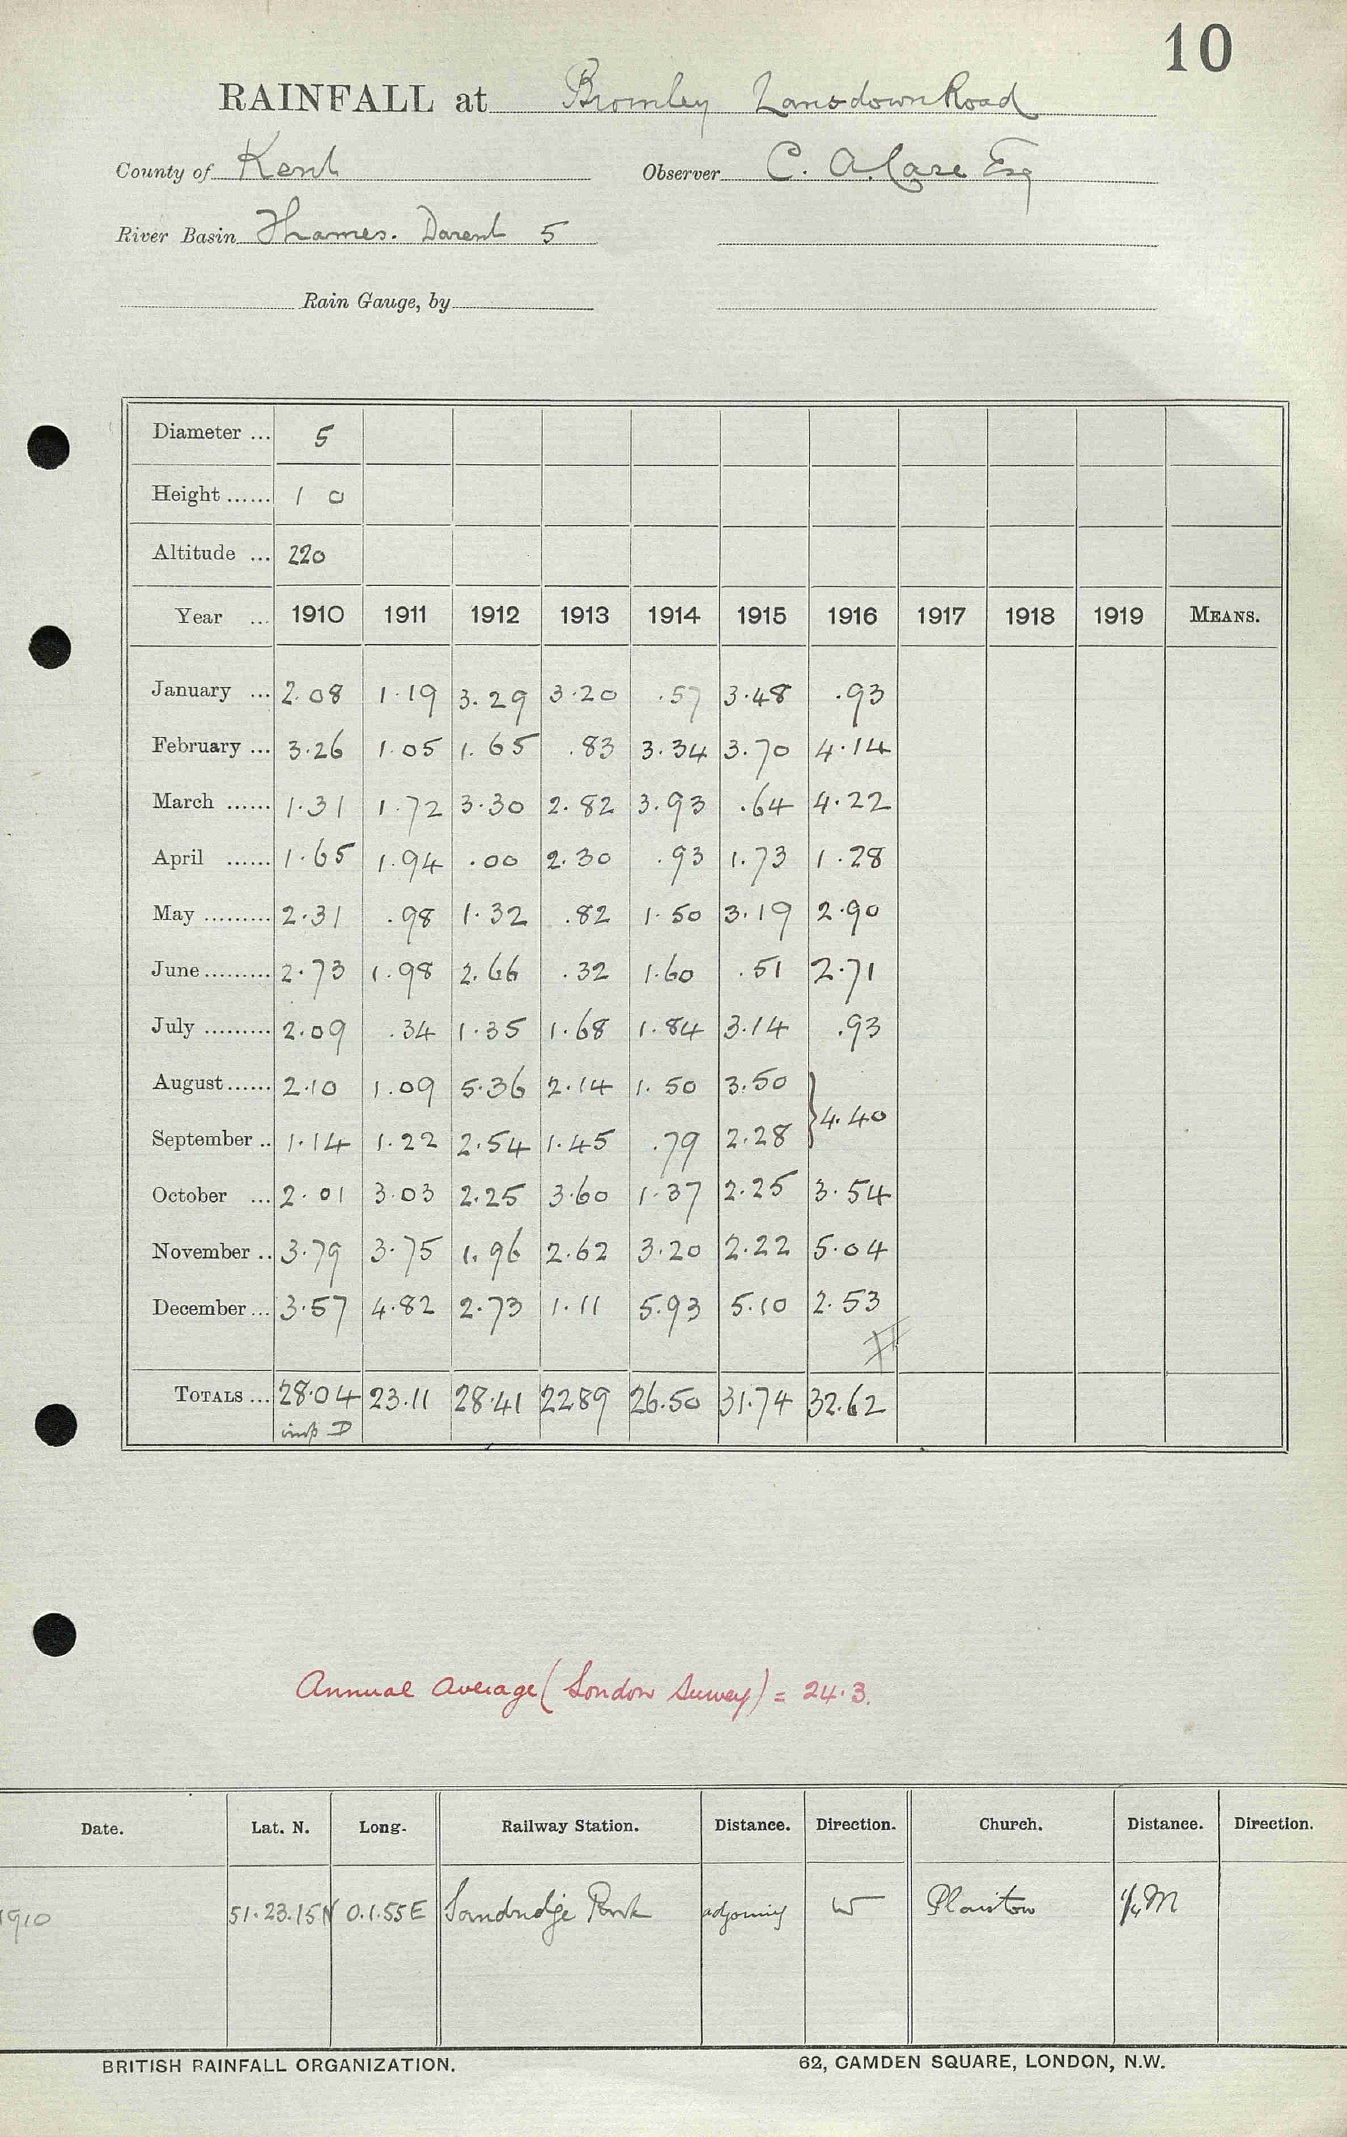 10
RAINFALL at Bromley Lansdown Road
County of Kent Observer C. A. Case Esq
River Basin Thames. Darent 5
Rain Gauge, by
Diameter ... 5
Height ...... 1 0
Altitude ... 220
Year ... 1910 1911 1912 1913 1914 1915 1916 1917 1918 1919 MEANS.
January ... 2.08 1.19 3.29 3.20 .57 3.48 .93
February ... 3.26 1.05 1.65 .83 3.34 3.70 4.14
March ...... 1.31 1.72 3.30 2.82 3.93 .64 4.22
April ...... 1.65 1.94 .00 2.30 .93 1.73 1.28
May ......... 2.31 .98 1.32 .82 1.50 3.19 2.90
June ......... 2.73 1.98 2.66 .32 1.60 .51 2.71
July ......... 2.09 .34 1.35 1.68 1.84 3.14 .93
August ...... 2.10 1.09 5.36 2.14 1.50 3.50
} 4.40
September .. 1.14 1.22 2.54 1.45 .79 2.28
October ... 2.01 3.03 2.25 3.60 1.37 2.25 3.54
November .. 3.79 3.75 1.96 2.62 3.20 2.22 5.04
December ... 3.57 4.82 2.73 1.11 5.93 5.10 2.53
TOTALS ... 28.04 23.11 28.41 2289 26.50 31.74 32.62
D
Annual Average (London Survey) = 24.3.
Date. Lat. N. Long. Railway Station. Distance. Direction. Church. Distance. Direction.
1910 51.23.15N 0.1.55E Sundridge Park adjoining W Plaistow 1/4 M
BRITISH RAINFALL ORGANIZATION. 62, CAMDEN SQUARE, LONDON, N.W.